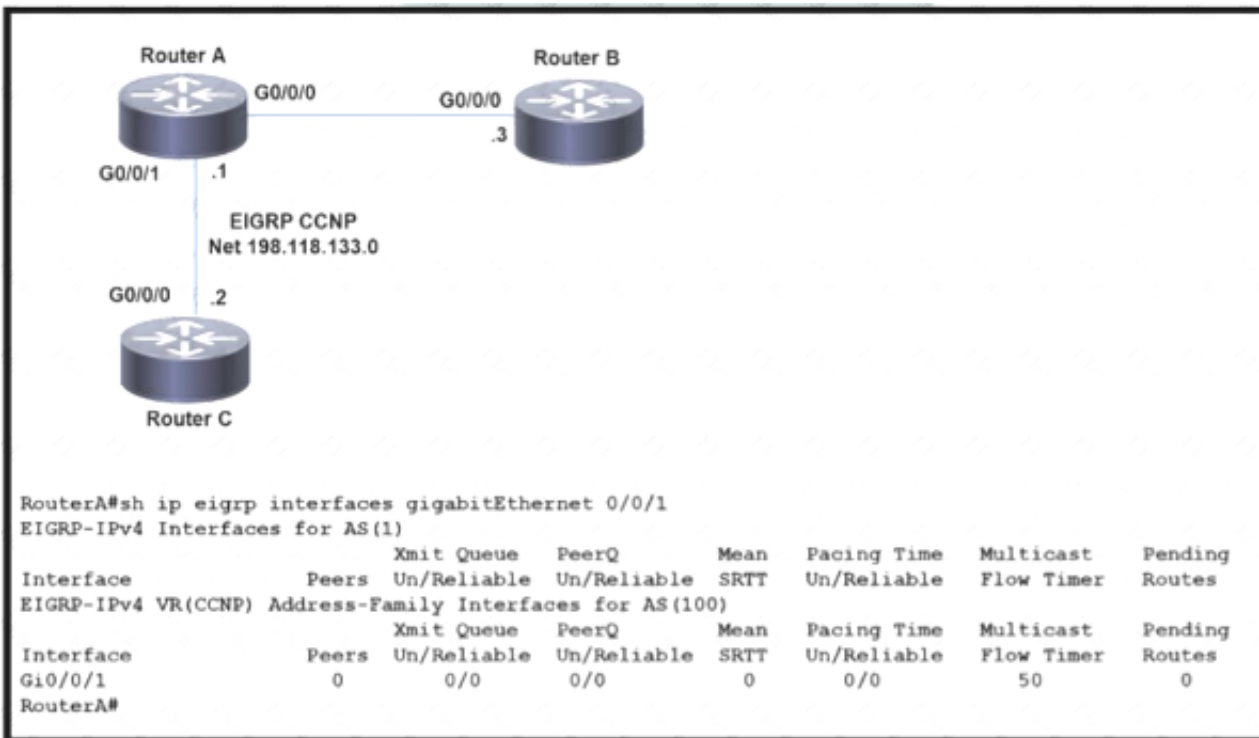 Router A
Router B
G0/0/0
G0/0/0
.3
G0/0/1
.1
EIGRP CCNP
Net 198.118.133.0
G0/0/0
.2
Router C
RouterA#sh ip eigrp interfaces gigabitEthernet 0/0/1
EIGRP-IPv4 Interfaces for AS(1)
Xmit Queue PeerQ Mean Pacing Time Multicast Pending
Interface Peers Un/Reliable Un/Reliable SRTT Un/Reliable Flow Timer Routes
EIGRP-IPv4 VR(CCNP) Address-Family Interfaces for AS(100)
Xmit Queue PeerQ Mean Pacing Time Multicast Pending
Interface Peers Un/Reliable Un/Reliable SRTT Un/Reliable Flow Timer Routes
Gi0/0/1 0 0/0 0/0 0 0/0 50 0
RouterA#